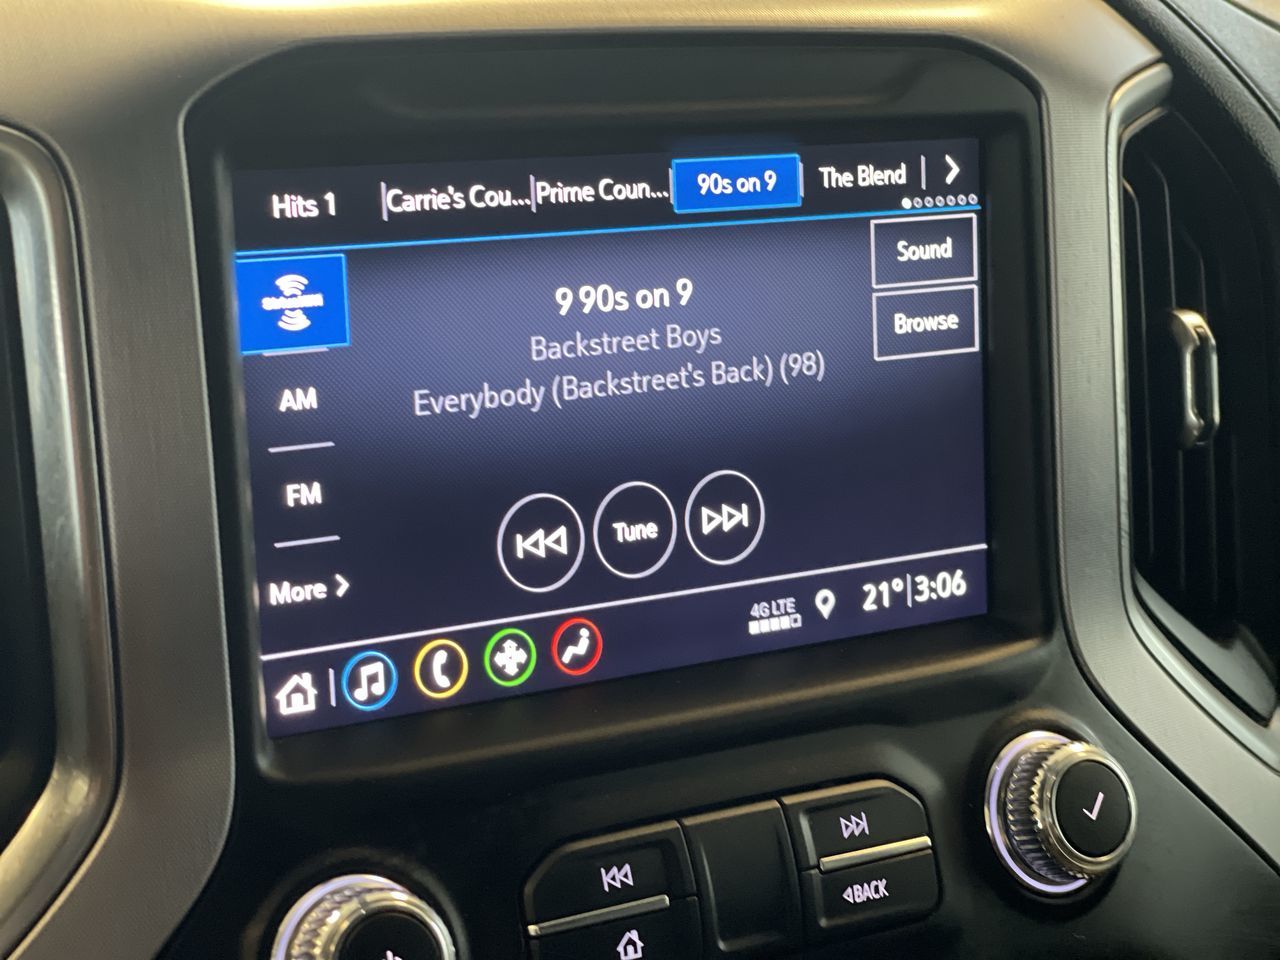 Hits 1
Carrie's Cou...
Prime Coun...
90s on 9
The Blend
SiriusXM
Sound
9 90s on 9
Browse
Backstreet Boys
Everybody (Backstreet's Back) (98)
AM
FM
Tune
More
4G LTE
21° 3:06
BACK